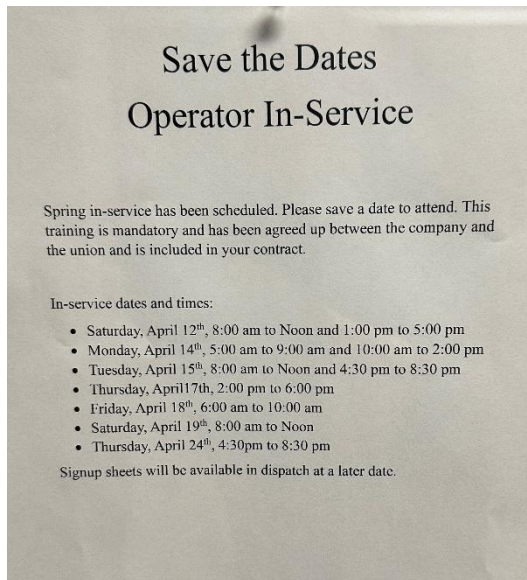 Save the Dates
Operator In-Service
Spring in-service has been scheduled. Please save a date to attend. This
training is mandatory and has been agreed up between the company and
the union and is included in your contract.
In-service dates and times:
• Saturday, April 12th, 8:00 am to Noon and 1:00 pm to 5:00 pm
• Monday, April 14th, 5:00 am to 9:00 am and 10:00 am to 2:00 pm
• Tuesday, April 15th, 8:00 am to Noon and 4:30 pm to 8:30 pm
• Thursday, April17th, 2:00 pm to 6:00 pm
• Friday, April 18th, 6:00 am to 10:00 am
• Saturday, April 19th, 8:00 am to Noon
• Thursday, April 24th, 4:30pm to 8:30 pm
Signup sheets will be available in dispatch at a later date.